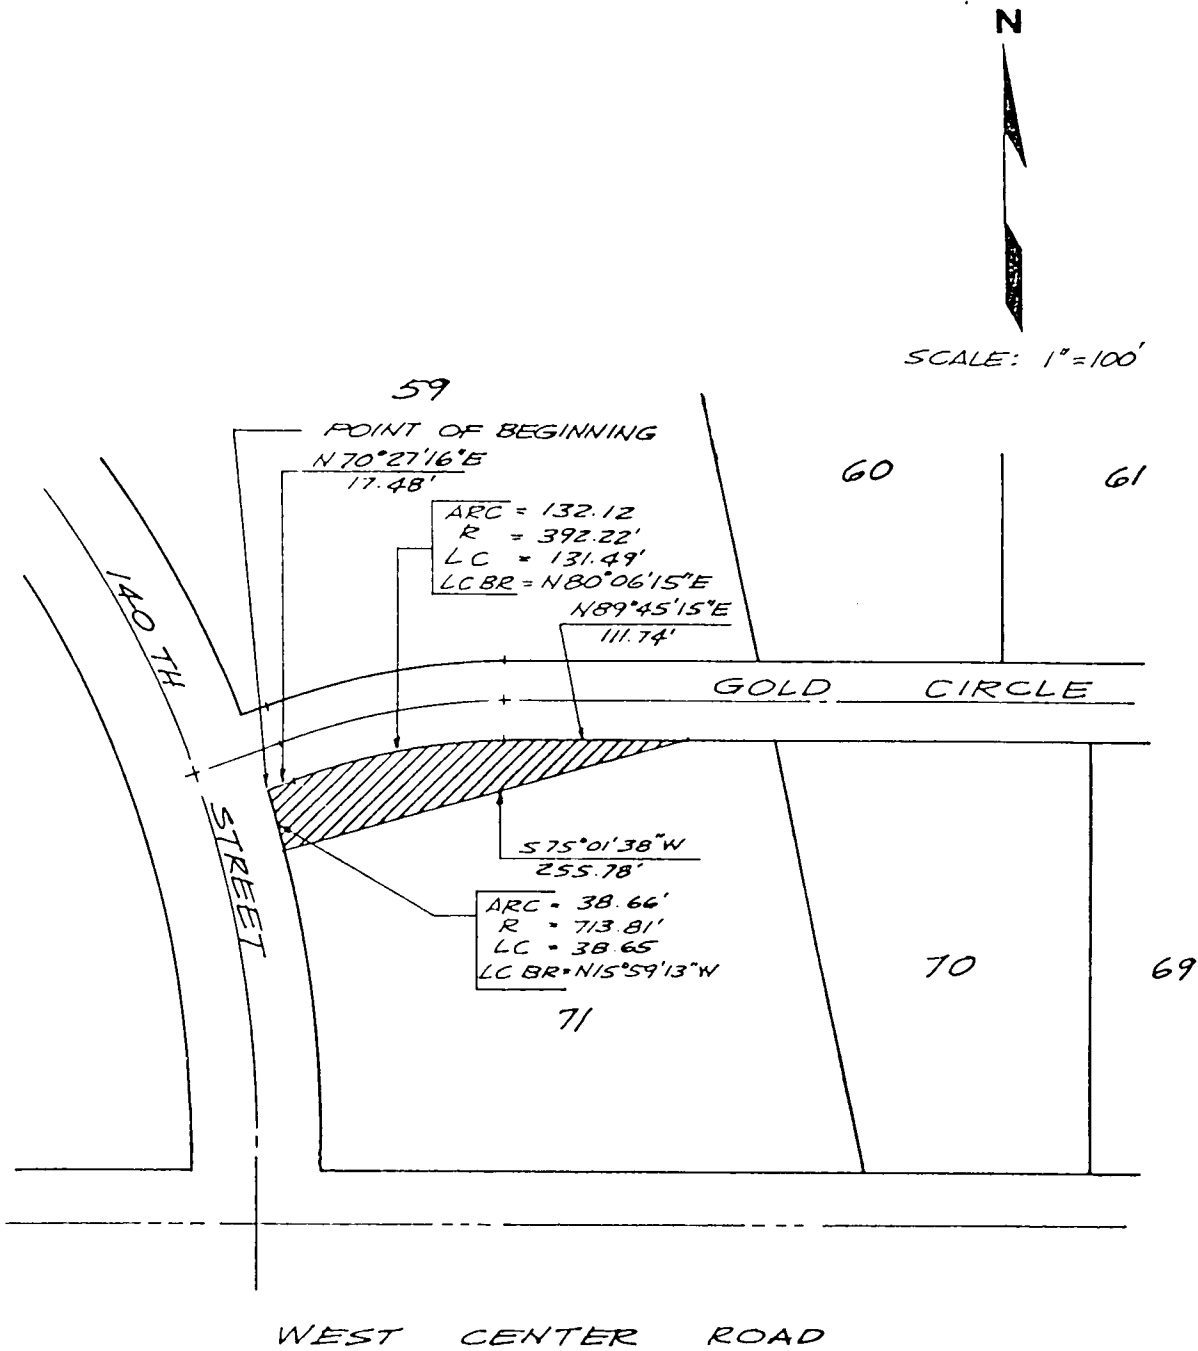 N
SCALE: 1"=100'
59
POINT OF BEGINNING
N 70°27'16"E
17.48'
60
61
ARC = 132.12
R = 392.22'
LC = 131.49'
LC BR = N80°06'15"E
N89°45'15"E
111.74'
140 TH
STREET
GOLD CIRCLE
S 75°01'38"W
255.78'
ARC = 38.66'
R = 713.81'
LC = 38.65
LC BR = N15°59'13"W
70
69
71
WEST CENTER ROAD